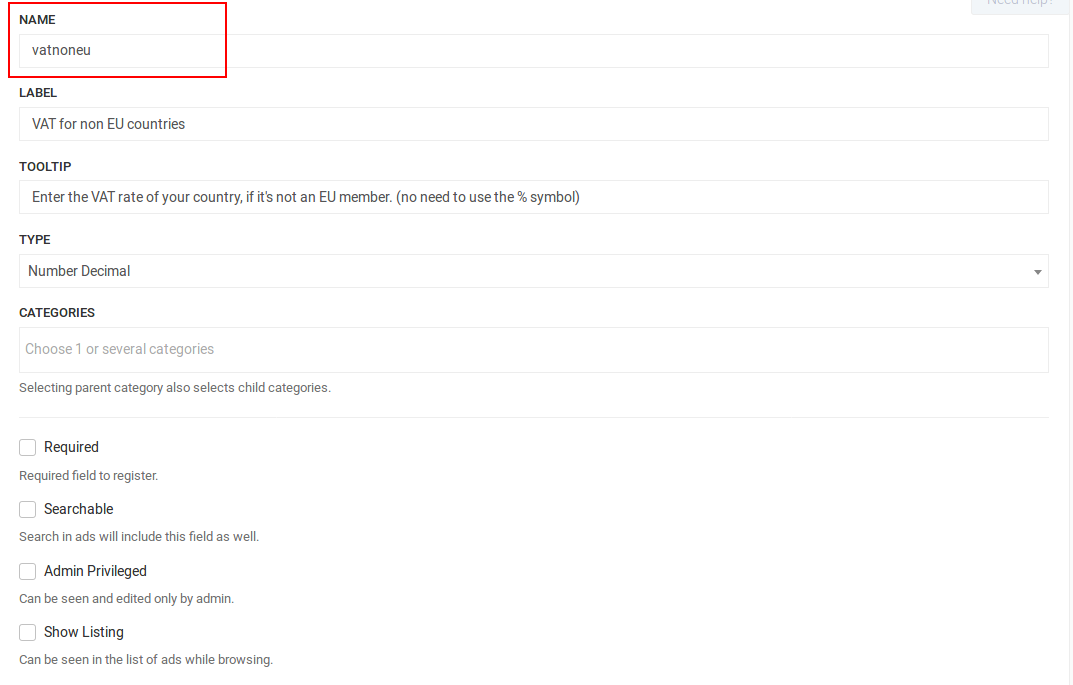 Need help?
NAME
vatnoneu
LABEL
VAT for non EU countries
TOOLTIP
Enter the VAT rate of your country, if it's not an EU member. (no need to use the % symbol)
TYPE
Number Decimal
CATEGORIES
Choose 1 or several categories
Selecting parent category also selects child categories.
Required
Required field to register.
Searchable
Search in ads will include this field as well.
Admin Privileged
Can be seen and edited only by admin.
Show Listing
Can be seen in the list of ads while browsing.